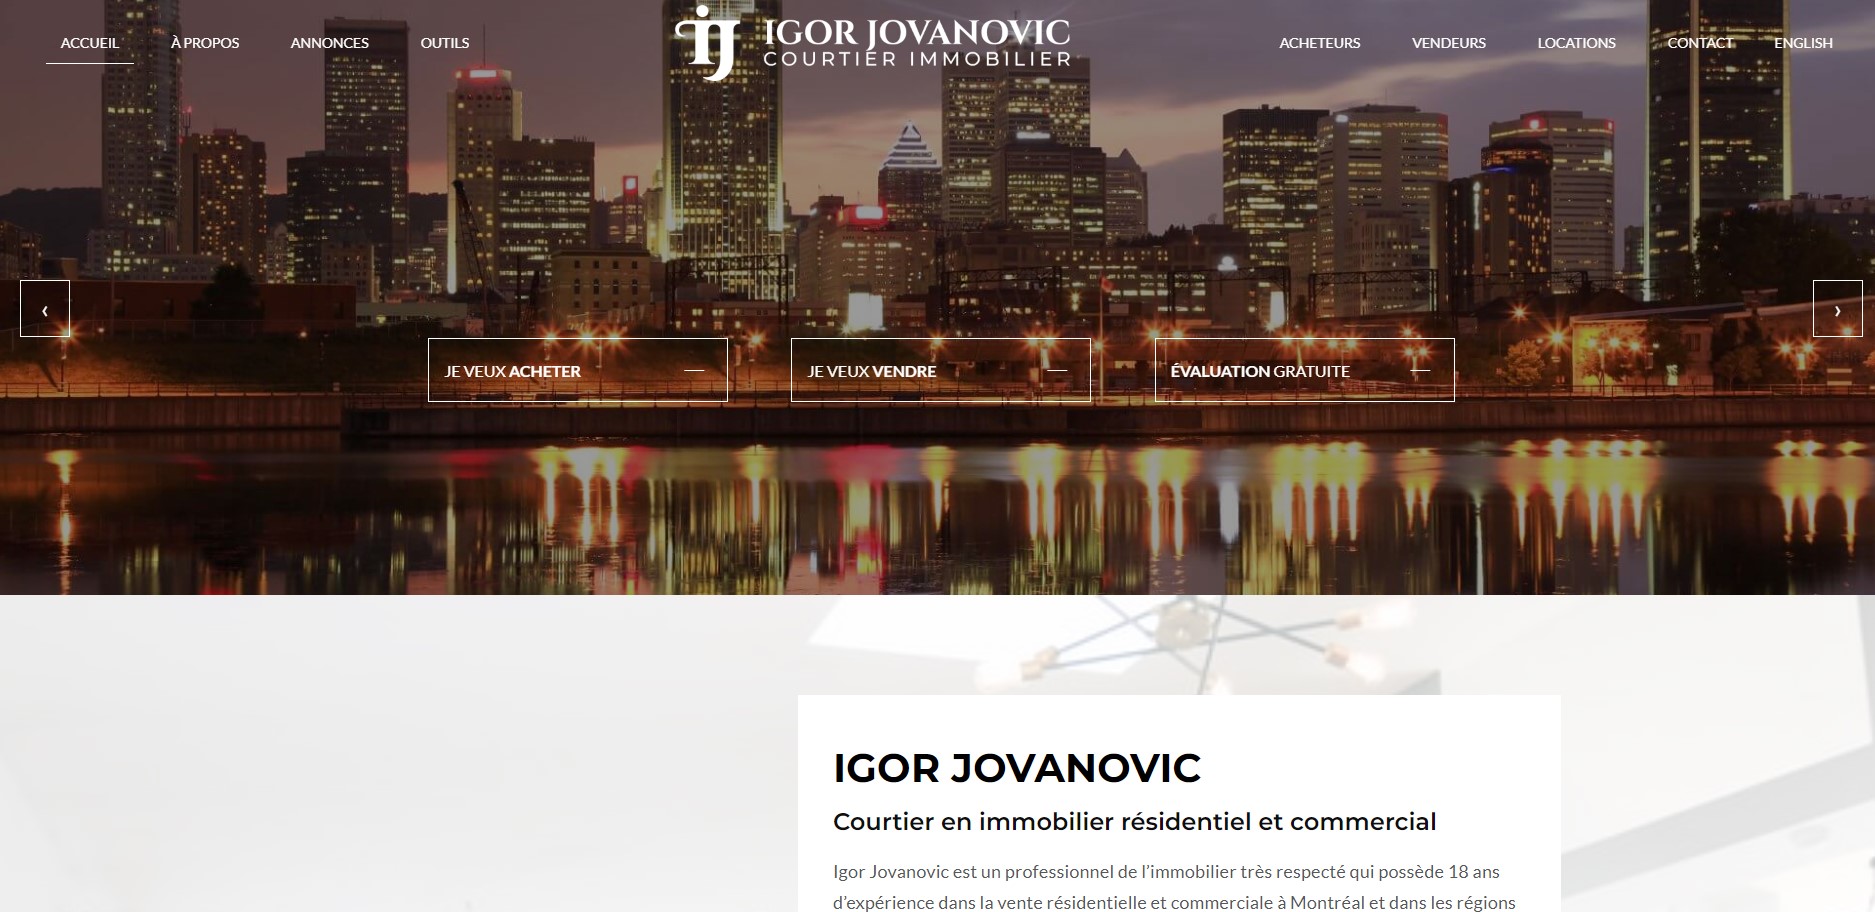 ACCUEIL À PROPOS ANNONCES OUTILS
IJ IGOR JOVANOVIC
COURTIER IMMOBILIER
ACHETEURS VENDEURS LOCATIONS CONTACT ENGLISH
‹ ›
JE VEUX ACHETER
JE VEUX VENDRE
ÉVALUATION GRATUITE
IGOR JOVANOVIC
Courtier en immobilier résidentiel et commercial
Igor Jovanovic est un professionnel de l’immobilier très respecté qui possède 18 ans
d’expérience dans la vente résidentielle et commerciale à Montréal et dans les régions